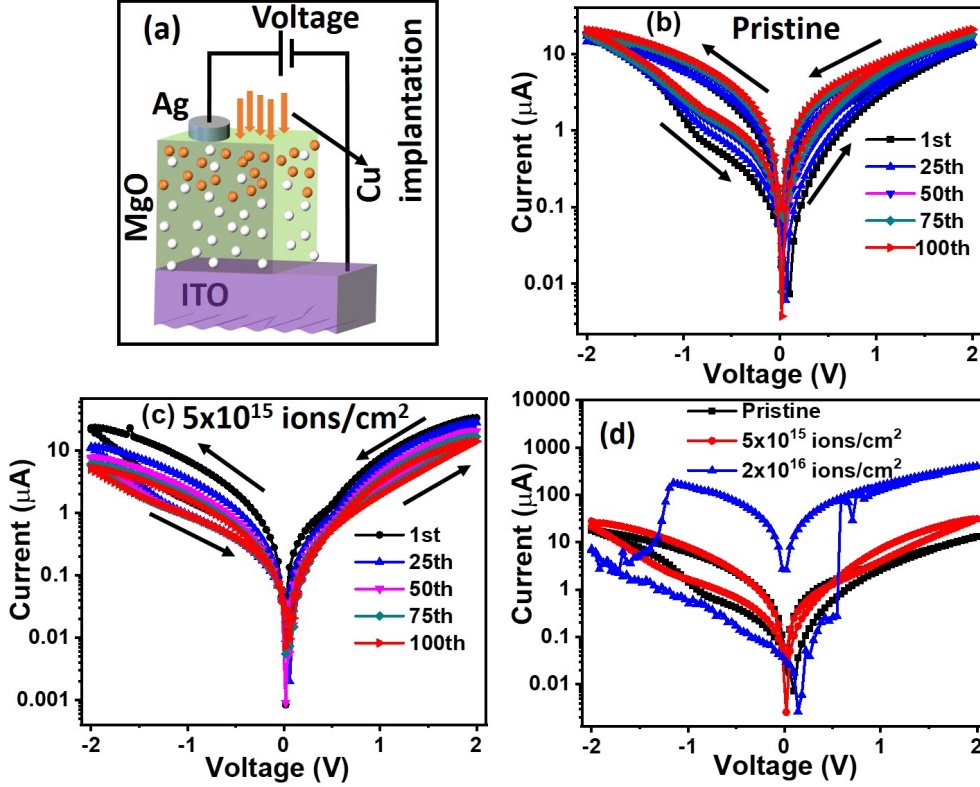 (a)
Voltage
Ag
MgO
ITO
Cu
implantation
(b)
Pristine
Current (μA)
10
1
0.1
0.01
1st
25th
50th
75th
100th
-2
-1
0
1
2
Voltage (V)
(c) 5x10¹⁵ ions/cm²
Current (μA)
10
1
0.1
0.01
0.001
1st
25th
50th
75th
100th
-2
-1
0
1
2
Voltage (V)
(d)
Pristine
5x10¹⁵ ions/cm²
2x10¹⁶ ions/cm²
Current (μA)
10000
1000
100
10
1
0.1
0.01
-2
-1
0
1
2
Voltage (V)